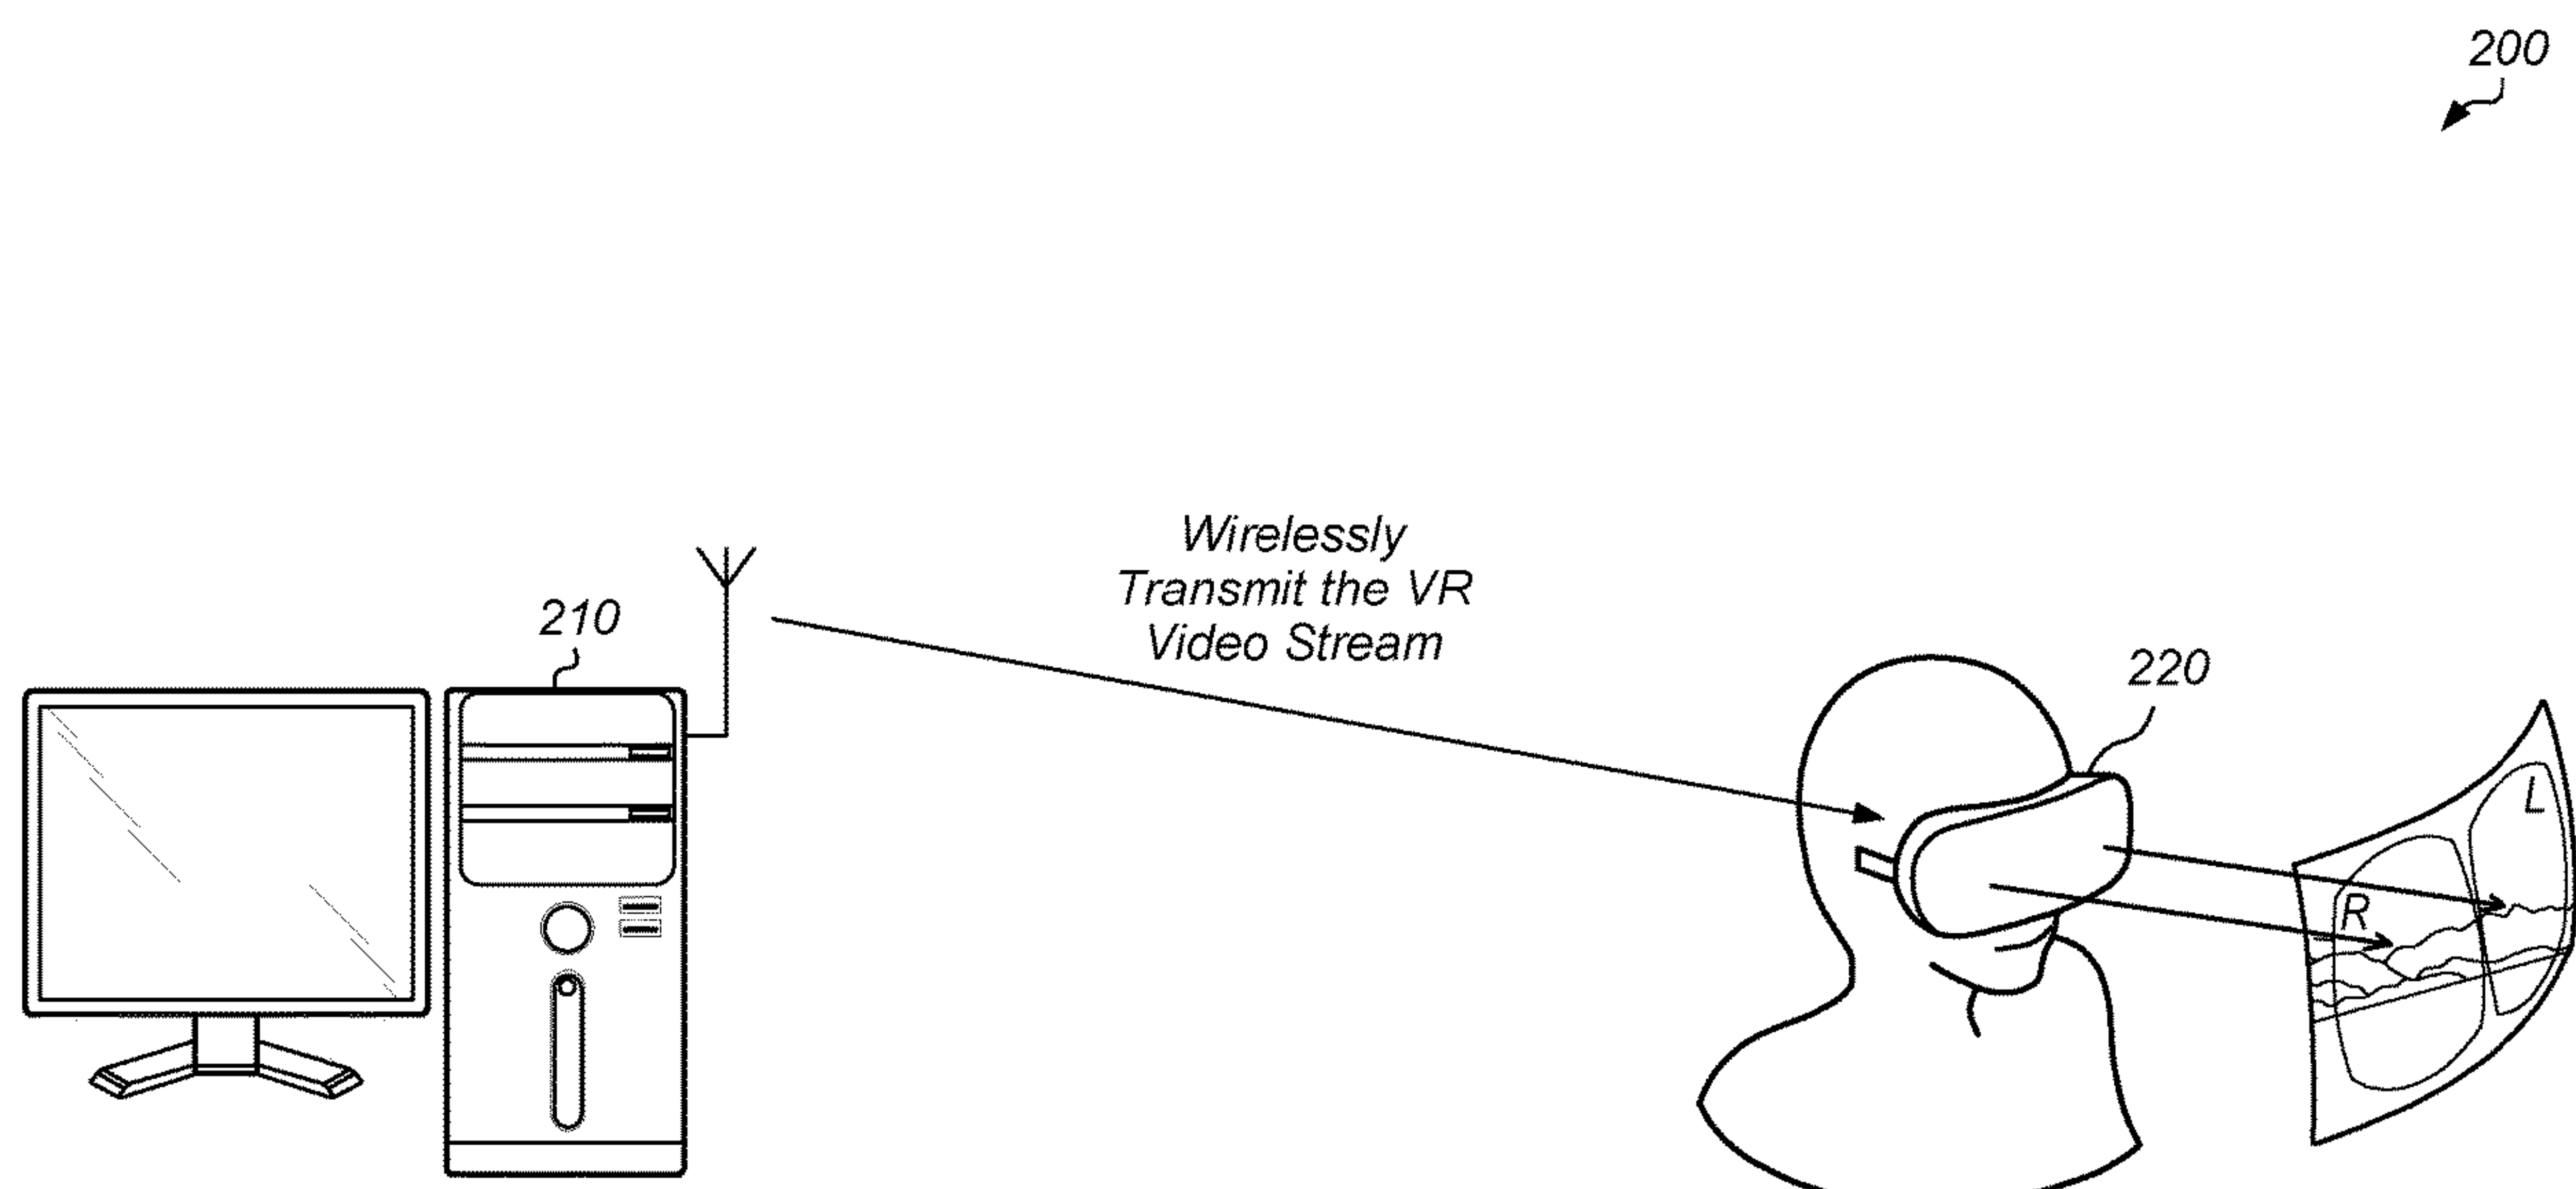 200
Wirelessly
Transmit the VR
Video Stream
210
220
L
R